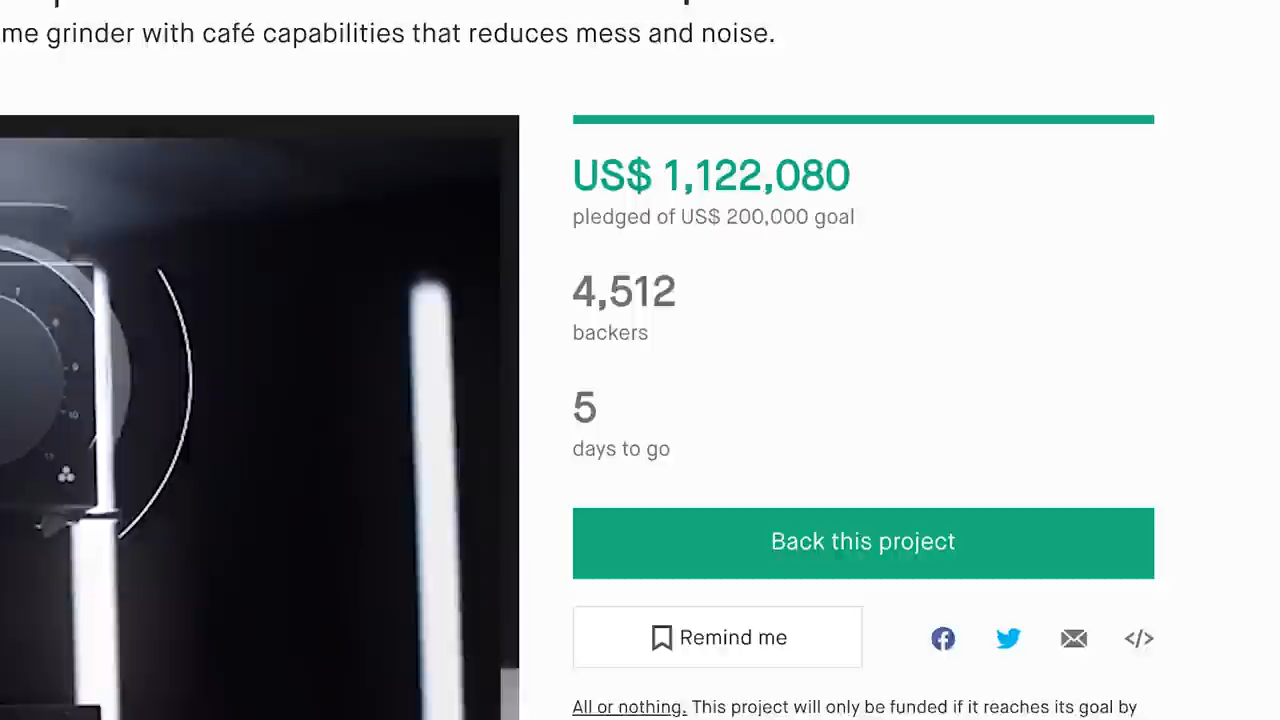 me grinder with café capabilities that reduces mess and noise.
US$ 1,122,080
pledged of US$ 200,000 goal
4,512
backers
5
days to go
Back this project
Remind me
All or nothing. This project will only be funded if it reaches its goal by